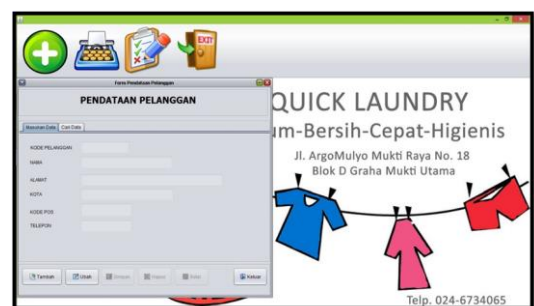 EXIT
Form Pendataan Pelanggan
PENDATAAN PELANGGAN
Masukan Data
Cari Data
KODE PELANGGAN
NAMA
ALAMAT
KOTA
KODE POS
TELEPON
Tambah
Ubah
Simpan
Hapus
Batal
Keluar
QUICK LAUNDRY
um-Bersih-Cepat-Higienis
Jl. ArgoMulyo Mukti Raya No. 18
Blok D Graha Mukti Utama
Telp. 024-6734065